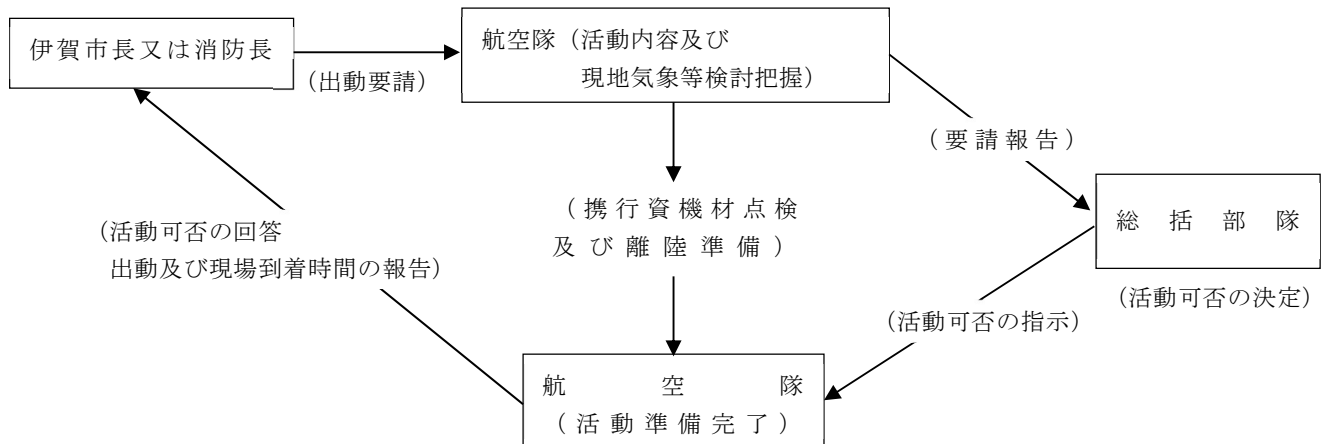 伊賀市長又は消防長
(出動要請)
航空隊(活動内容及び
現地気象等検討把握)
(要請報告)
総括部隊
(活動可否の決定)
(携行資機材点検
及び離陸準備)
(活動可否の回答
出動及び現場到着時間の報告)
(活動可否の指示)
航空隊
(活動準備完了)